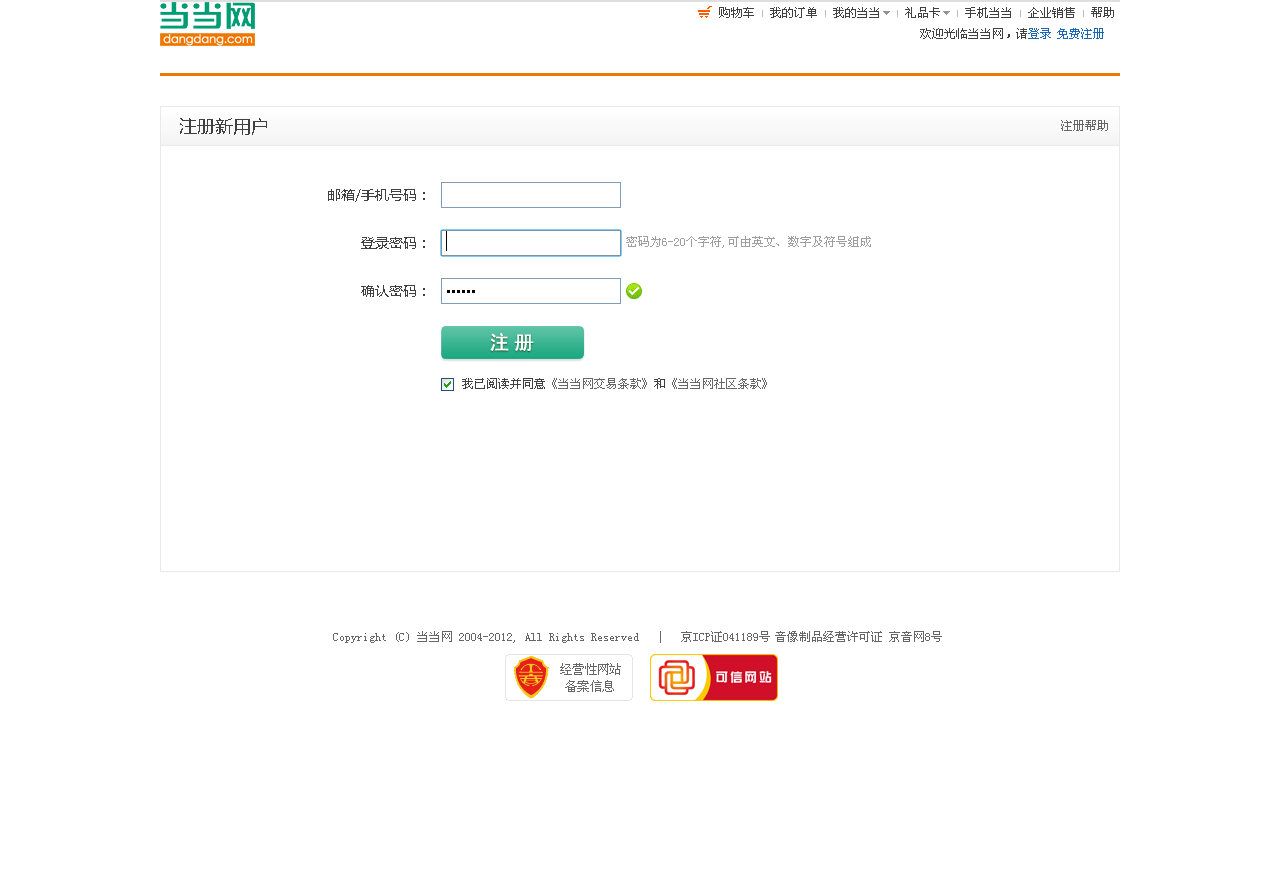 当当网
dangdang.com
购物车 我的订单 我的当当 礼品卡 手机当当 企业销售 帮助
欢迎光临当当网，请登录 免费注册
注册新用户 注册帮助
邮箱/手机号码：
登录密码： 密码为6-20个字符,可由英文、数字及符号组成
确认密码： ••••••
注 册
我已阅读并同意《当当网交易条款》和《当当网社区条款》
Copyright (C) 当当网 2004-2012, All Rights Reserved | 京ICP证041189号 音像制品经营许可证 京音网8号
经营性网站
备案信息
可信网站